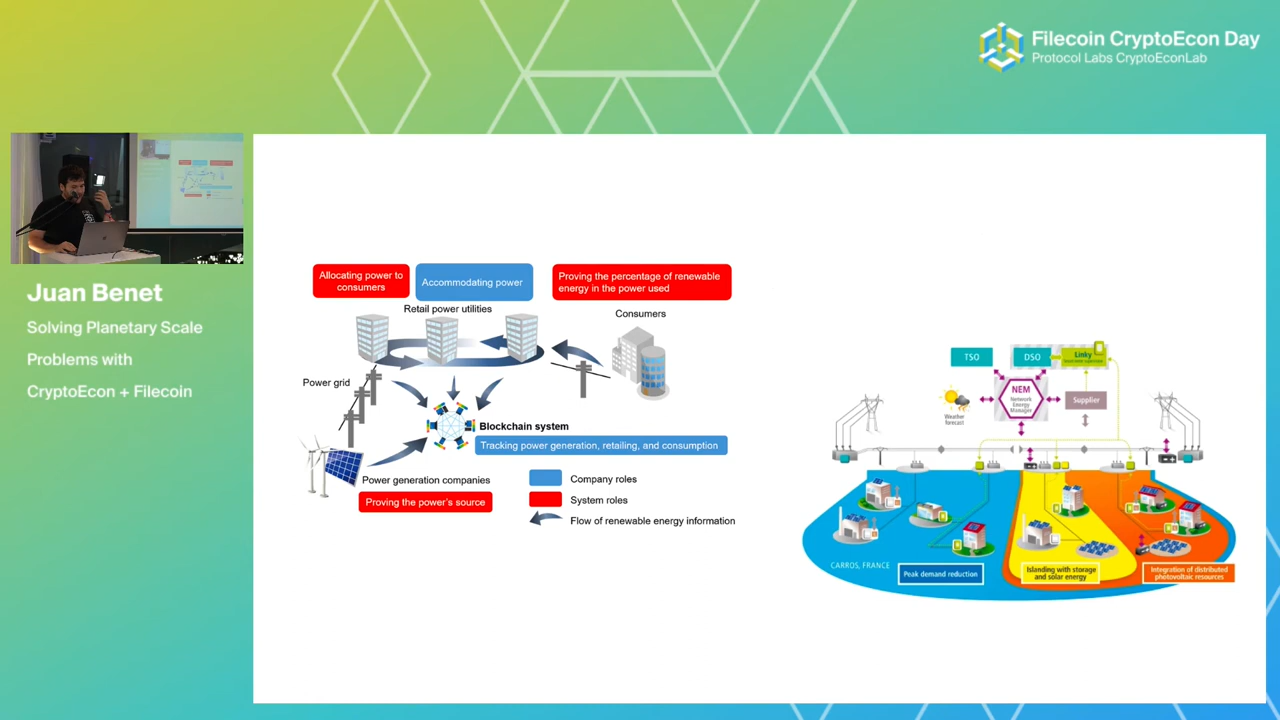 Filecoin CryptoEcon Day
Protocol Labs CryptoEconLab
Juan Benet
Solving Planetary Scale
Problems with
CryptoEcon + Filecoin
Allocating power to
consumers
Accommodating power
Proving the percentage of renewable
energy in the power used
Retail power utilities
Consumers
Power grid
Blockchain system
Tracking power generation, retailing, and consumption
Power generation companies
Proving the power's source
Company roles
System roles
Flow of renewable energy information
TSO
DSO
Linky
NEM
Network
Energy
Manager
Supplier
Weather
forecast
CARROS, FRANCE
Peak demand reduction
Islanding with storage
and solar energy
Integration of distributed
photovoltaic resources